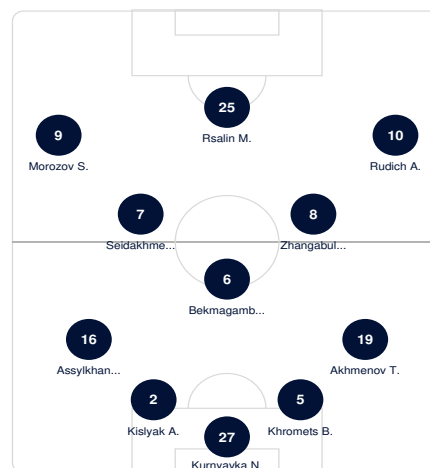 25
Rsalin M.
9
Morozov S.
10
Rudich A.
7
Seidakhme...
8
Zhangabul...
6
Bekmagamb...
16
Assylkhan...
19
Akhmenov T.
2
Kislyak A.
5
Khromets B.
27
Kurnyavka N.